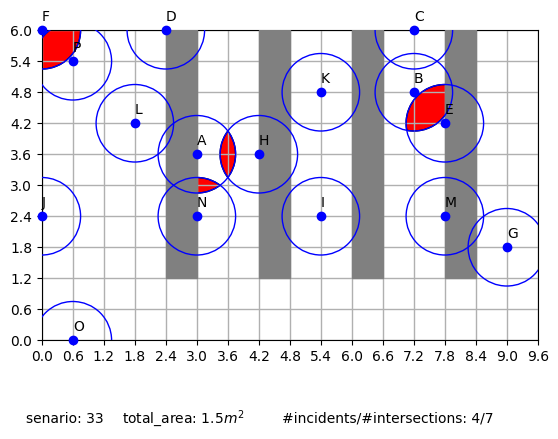 F D C
6.0
P
5.4
K B
4.8
L E
4.2
A H
3.6
3.0
J N I M
2.4
G
1.8
1.2
0.6
O
0.0
0.0 0.6 1.2 1.8 2.4 3.0 3.6 4.2 4.8 5.4 6.0 6.6 7.2 7.8 8.4 9.0 9.6
senario: 33 total_area: 1.5m² #incidents/#intersections: 4/7